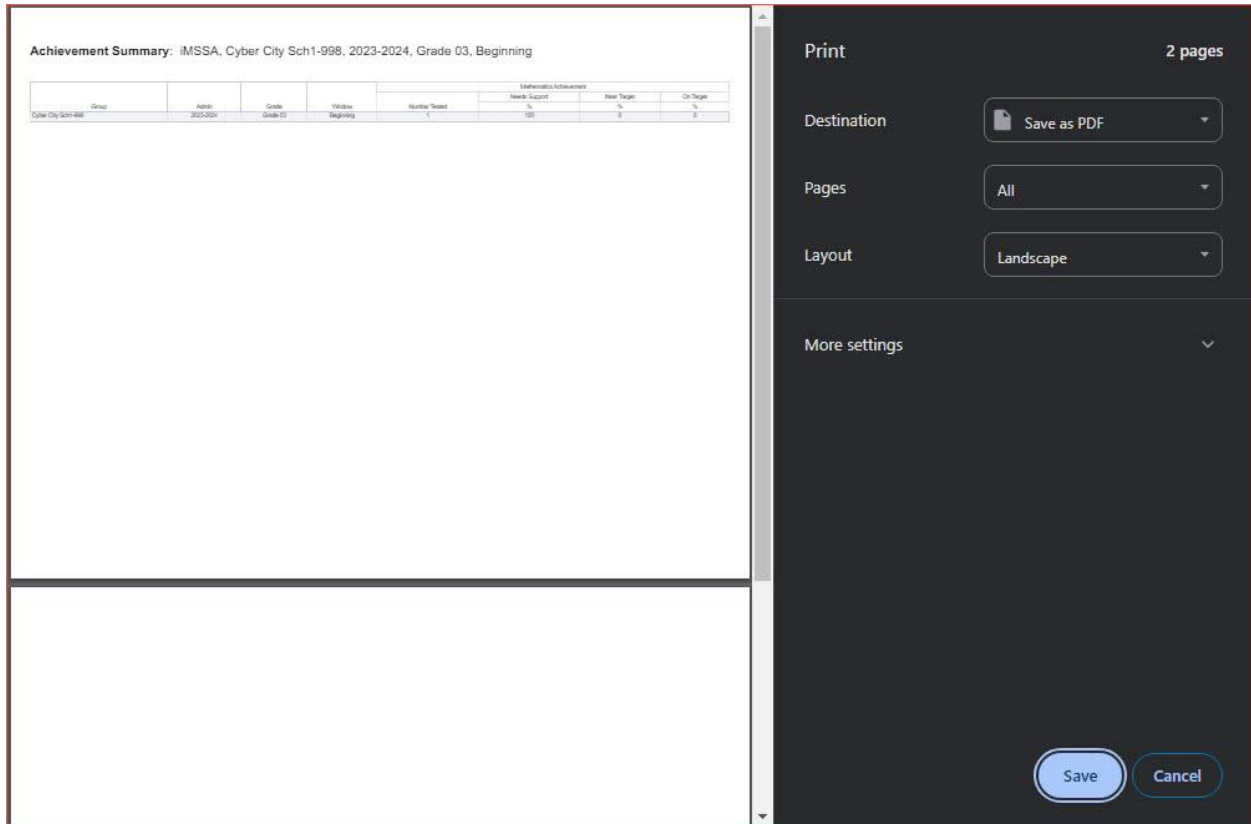 Achievement Summary: iMSSA, Cyber City Sch1-998, 2023-2024, Grade 03, Beginning
Mathematics Achievement
Needs Support Near Target On Target
Group Admin Grade Window Number Tested % % %
Cyber City Sch1-998 2023-2024 Grade 03 Beginning 1 100 0 0
Print 2 pages
Destination Save as PDF
Pages All
Layout Landscape
More settings
Save Cancel